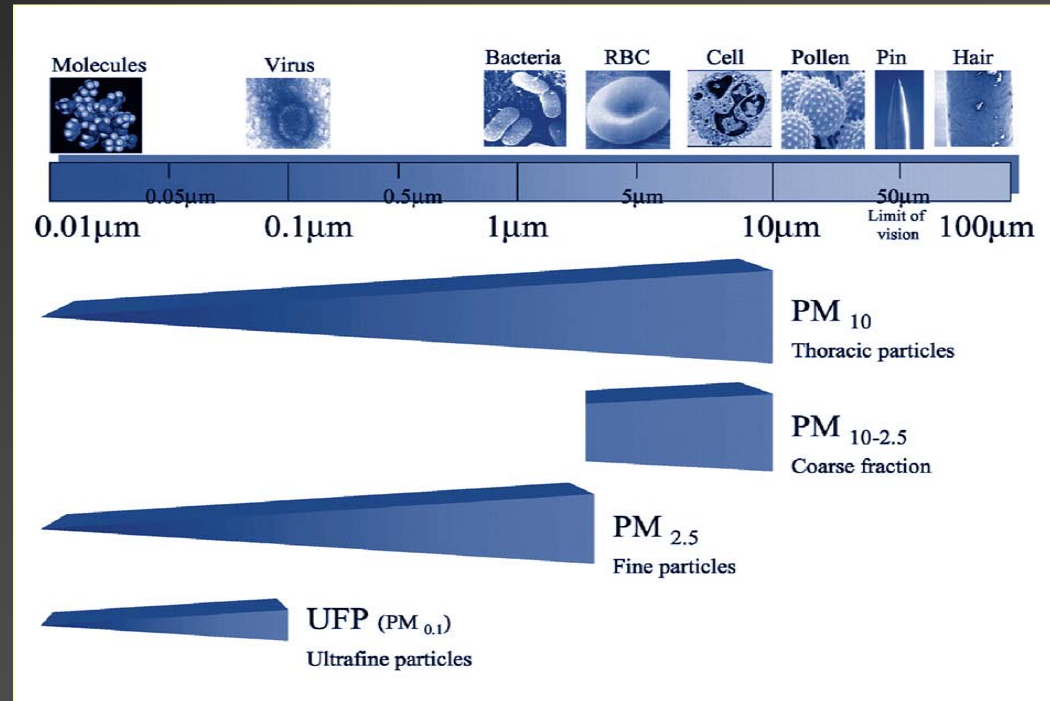 Molecules
Virus
Bacteria
RBC
Cell
Pollen
Pin
Hair
0.05μm
0.5μm
5μm
50μm
0.01μm
0.1μm
1μm
10μm
Limit of
vision
100μm
PM 10
Thoracic particles
PM 10-2.5
Coarse fraction
PM 2.5
Fine particles
UFP (PM 0.1)
Ultrafine particles